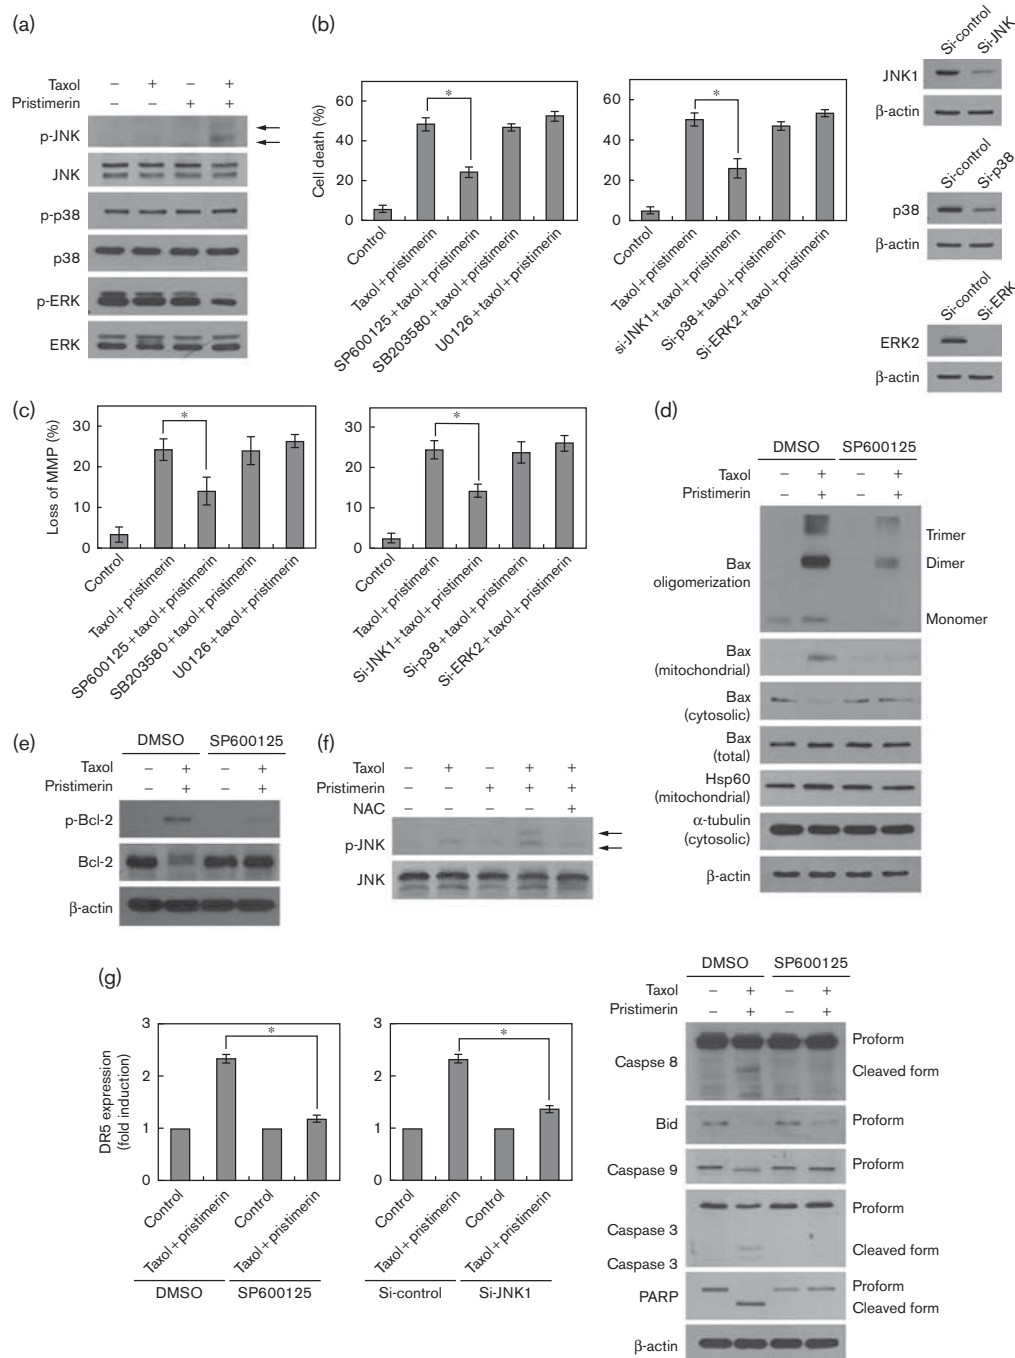 (a)
Taxol − + − +
Pristimerin − − + +
p-JNK
JNK
p-p38
p38
p-ERK
ERK
(b)
Cell death (%)
60
40
20
0
Control
Taxol + pristimerin
SP600125 + taxol + pristimerin
SB203580 + taxol + pristimerin
U0126 + taxol + pristimerin
*
60
40
20
0
Control
Taxol + pristimerin
si-JNK1 + taxol + pristimerin
Si-p38 + taxol + pristimerin
Si-ERK2 + taxol + pristimerin
*
Si-control
Si-JNK
JNK1
β-actin
Si-control
Si-p38
p38
β-actin
Si-control
Si-ERK
ERK2
β-actin
(c)
Loss of MMP (%)
30
20
10
0
Control
Taxol + pristimerin
SP600125 + taxol + pristimerin
SB203580 + taxol + pristimerin
U0126 + taxol + pristimerin
*
30
20
10
0
Control
Taxol + pristimerin
Si-JNK1 + taxol + pristimerin
Si-p38 + taxol + pristimerin
Si-ERK2 + taxol + pristimerin
*
(d)
DMSO SP600125
Taxol − + − +
Pristimerin − + − +
Trimer
Bax
oligomerization
Dimer
Monomer
Bax
(mitochondrial)
Bax
(cytosolic)
Bax
(total)
Hsp60
(mitochondrial)
α-tubulin
(cytosolic)
β-actin
(e)
DMSO SP600125
Taxol − + − +
Pristimerin − + − +
p-Bcl-2
Bcl-2
β-actin
(f)
Taxol − + − + +
Pristimerin − − + + +
NAC − − − − +
p-JNK
JNK
(g)
DR5 expression
(fold induction)
3
2
1
0
*
Control
Taxol + pristimerin
Control
Taxol + pristimerin
DMSO SP600125
3
2
1
0
*
Control
Taxol + pristimerin
Control
Taxol + pristimerin
Si-control Si-JNK1
DMSO SP600125
Taxol − + − +
Pristimerin − + − +
Caspse 8
Proform
Cleaved form
Bid
Proform
Caspase 9
Proform
Proform
Caspase 3
Cleaved form
Caspase 3
PARP
Proform
Cleaved form
β-actin